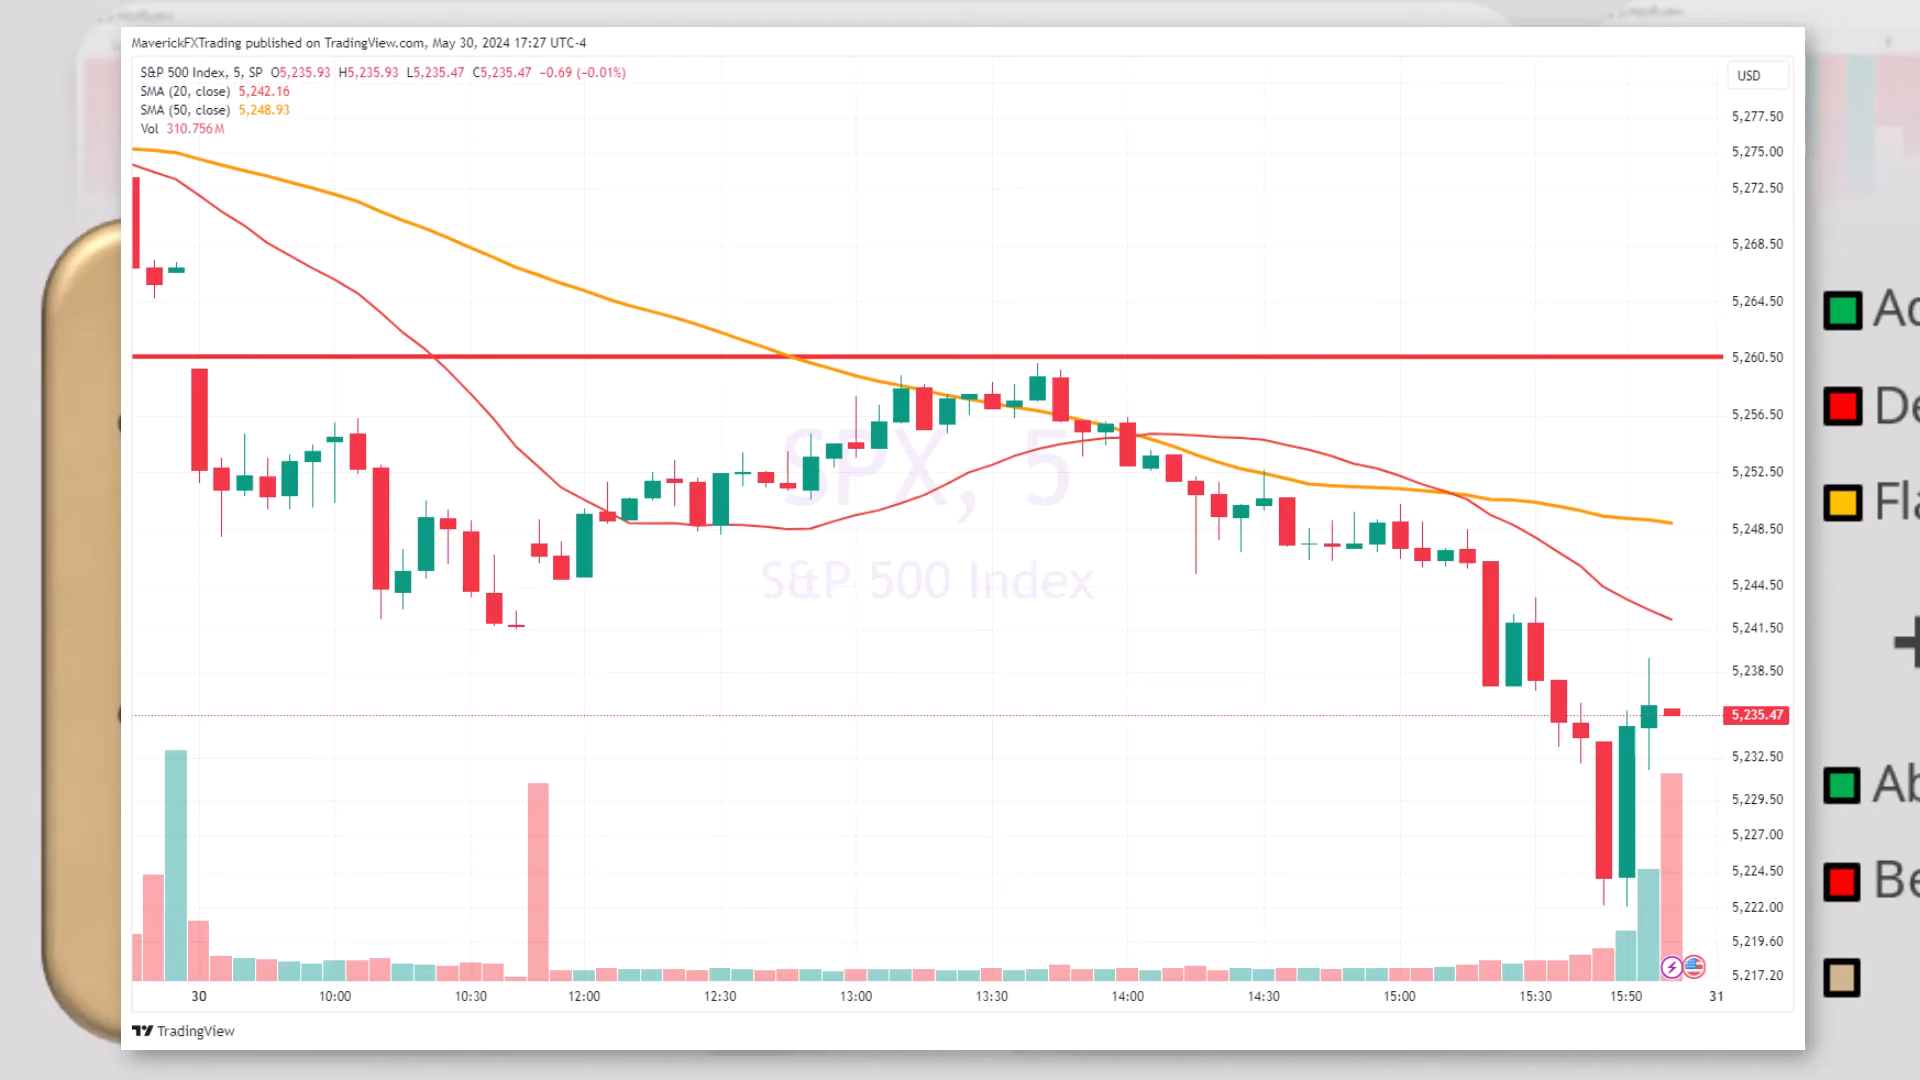 MaverickFXTrading published on TradingView.com, May 30, 2024 17:27 UTC-4
S&P 500 Index, 5, SP O5,235.93 H5,235.93 L5,235.47 C5,235.47 −0.69 (−0.01%)
SMA (20, close) 5,242.16
SMA (50, close) 5,248.93
Vol 310.756M
USD
5,277.50
5,275.00
5,272.50
5,268.50
5,264.50
5,260.50
5,256.50
5,252.50
5,248.50
5,244.50
5,241.50
5,238.50
5,235.47
5,232.50
5,229.50
5,227.00
5,224.50
5,222.00
5,219.60
5,217.20
SPX, 5
S&P 500 Index
30 10:00 10:30 12:00 12:30 13:00 13:30 14:00 14:30 15:00 15:30 15:50 31
TradingView